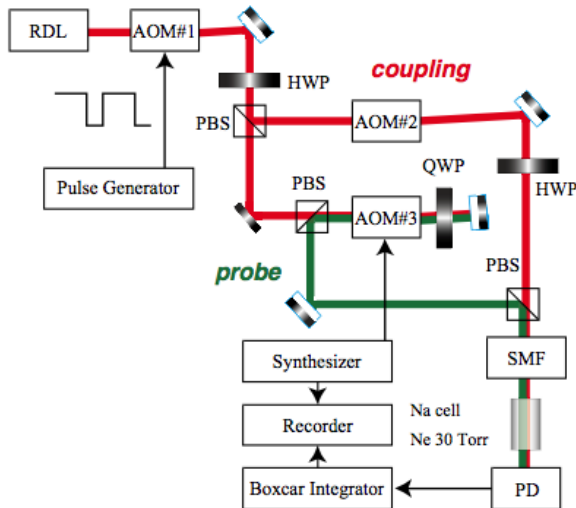 RDL
AOM#1
HWP
coupling
PBS
AOM#2
QWP
HWP
Pulse Generator
PBS
AOM#3
probe
PBS
Synthesizer
SMF
Recorder
Na cell
Ne 30 Torr
Boxcar Integrator
PD